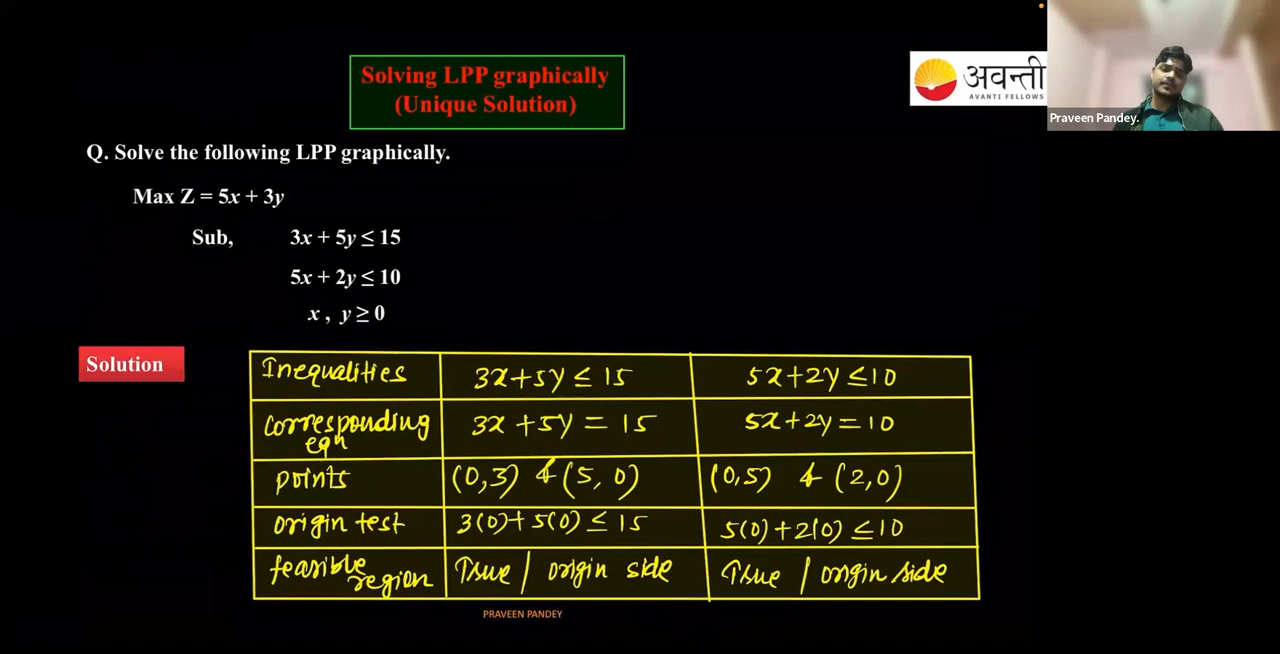 Solving LPP graphically
(Unique Solution)
अवन्ती
AVANTI FELLOWS
Praveen Pandey.
Q. Solve the following LPP graphically.
Max Z = 5x + 3y
Sub, 3x + 5y ≤ 15
5x + 2y ≤ 10
x , y ≥ 0
Solution
Inequalities 3x+5y ≤ 15 5x+2y ≤ 10
corresponding eqn 3x + 5y = 15 5x+2y = 10
points (0,3) & (5,0) (0,5) & (2,0)
origin test 3(0)+5(0) ≤ 15 5(0)+2(0) ≤ 10
feasible region True / origin side True / origin side
PRAVEEN PANDEY